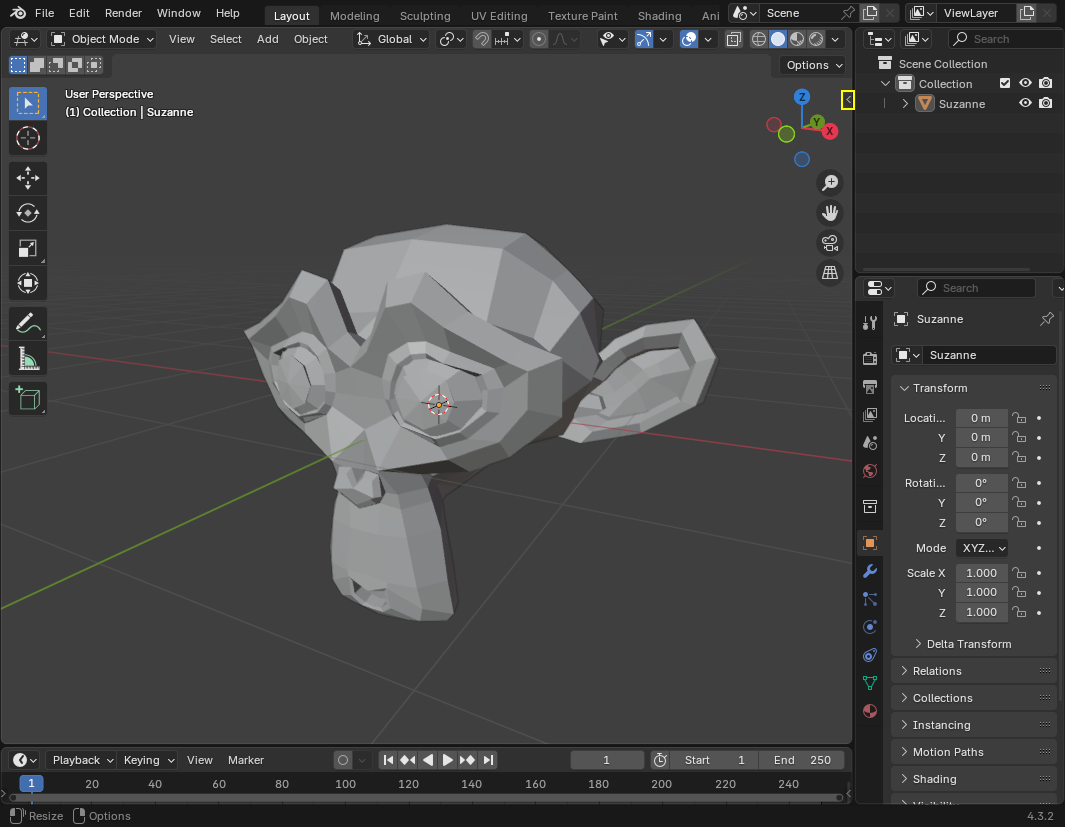 File Edit Render Window Help Layout Modeling Sculpting UV Editing Texture Paint Shading Ani Scene ViewLayer
Object Mode View Select Add Object Global Search
Options
User Perspective
(1) Collection | Suzanne
Z
Y
X
Scene Collection
Collection
Suzanne
Search
Suzanne
Suzanne
Transform
Locati... 0 m
Y 0 m
Z 0 m
Rotati... 0°
Y 0°
Z 0°
Mode XYZ...
Scale X 1.000
Y 1.000
Z 1.000
Delta Transform
Relations
Collections
Instancing
Motion Paths
Shading
Playback Keying View Marker 1 Start 1 End 250
1 20 40 60 80 100 120 140 160 180 200 220 240
Resize Options 4.3.2